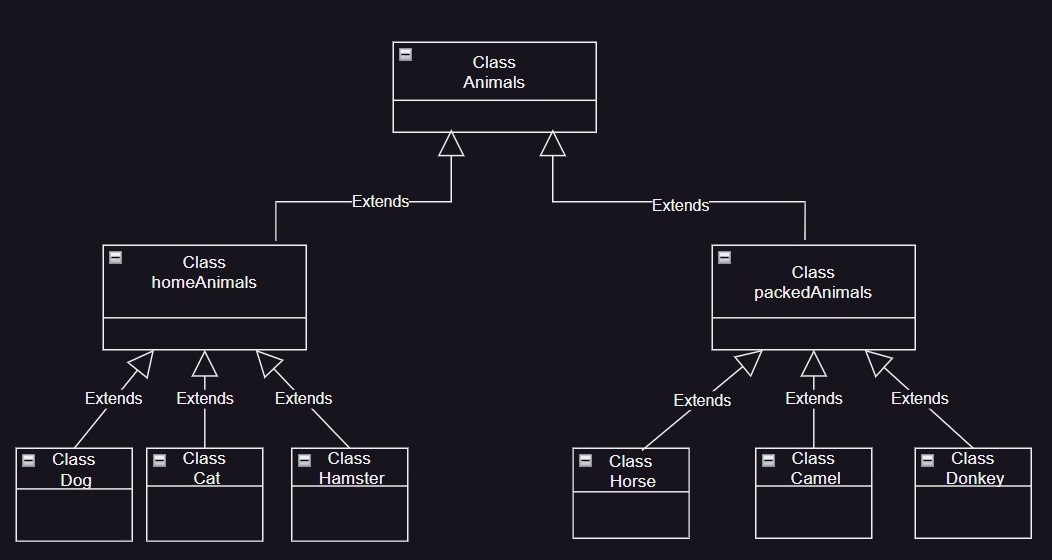 Class
Animals
Extends
Extends
Class
homeAnimals
Class
packedAnimals
Extends
Extends
Extends
Extends
Extends
Extends
Class
Dog
Class
Cat
Class
Hamster
Class
Horse
Class
Camel
Class
Donkey